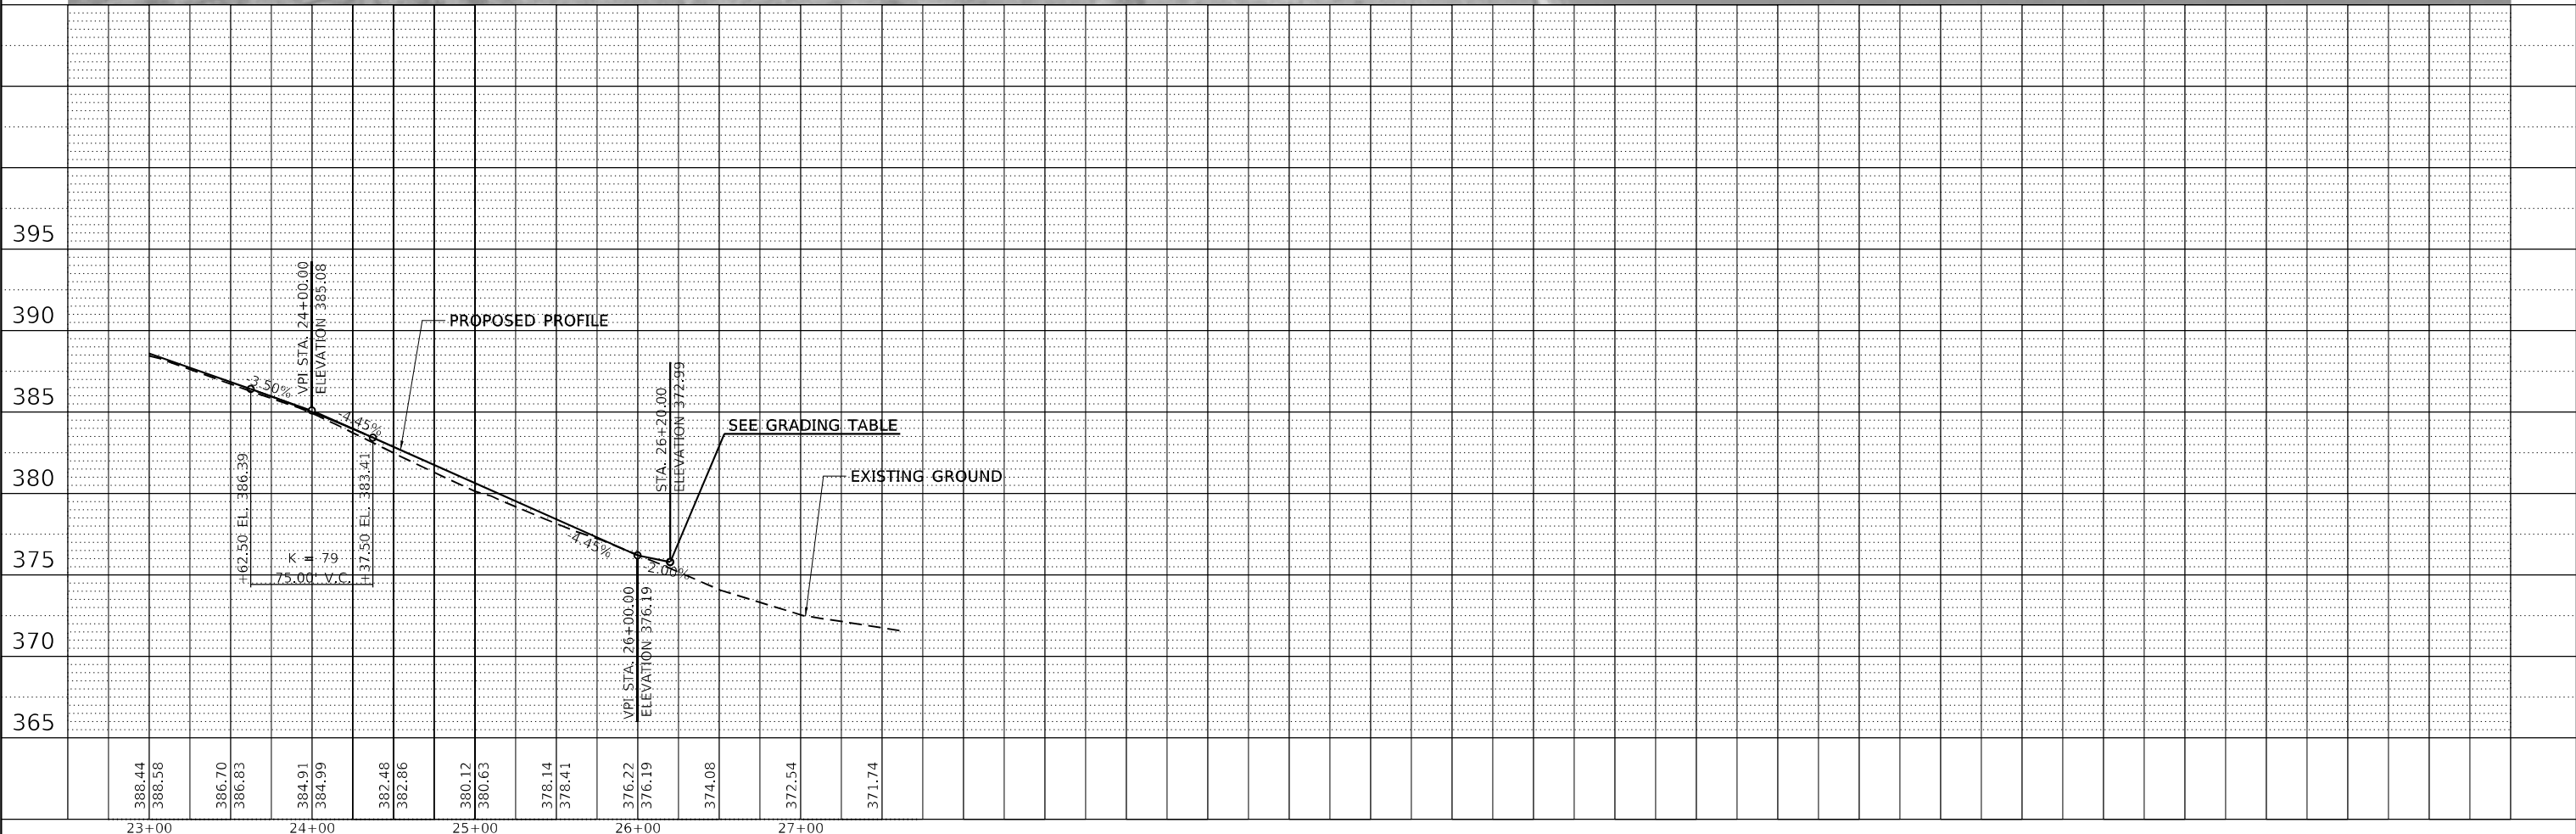 395
390
385
380
375
370
365
VPI STA. 24+00.00
ELEVATION 385.08
PROPOSED PROFILE
3.50%
-4.45%
+62.50 EL. 386.39
+37.50 EL. 383.41
K = 79
75.00' V.C.
STA. 26+20.00
ELEVATION 372.99
SEE GRADING TABLE
EXISTING GROUND
-4.45%
-2.00%
VPI STA. 26+00.00
ELEVATION 376.19
388.44
388.58
386.70
386.83
384.91
384.99
382.48
382.86
380.12
380.63
378.14
378.41
376.22
376.19
374.08
372.54
371.74
23+00
24+00
25+00
26+00
27+00